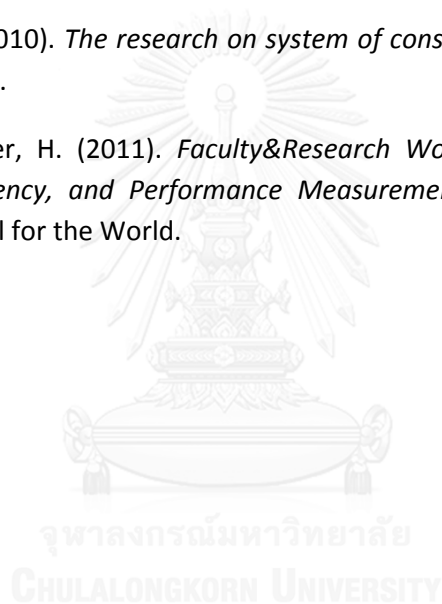 010). The research on system of cons
.
er, H. (2011). Faculty&Research Wo
ency, and Performance Measuremer
l for the World.
จุฬาลงกรณ์มหาวิทยาลัย
CHULALONGKORN UNIVERSITY